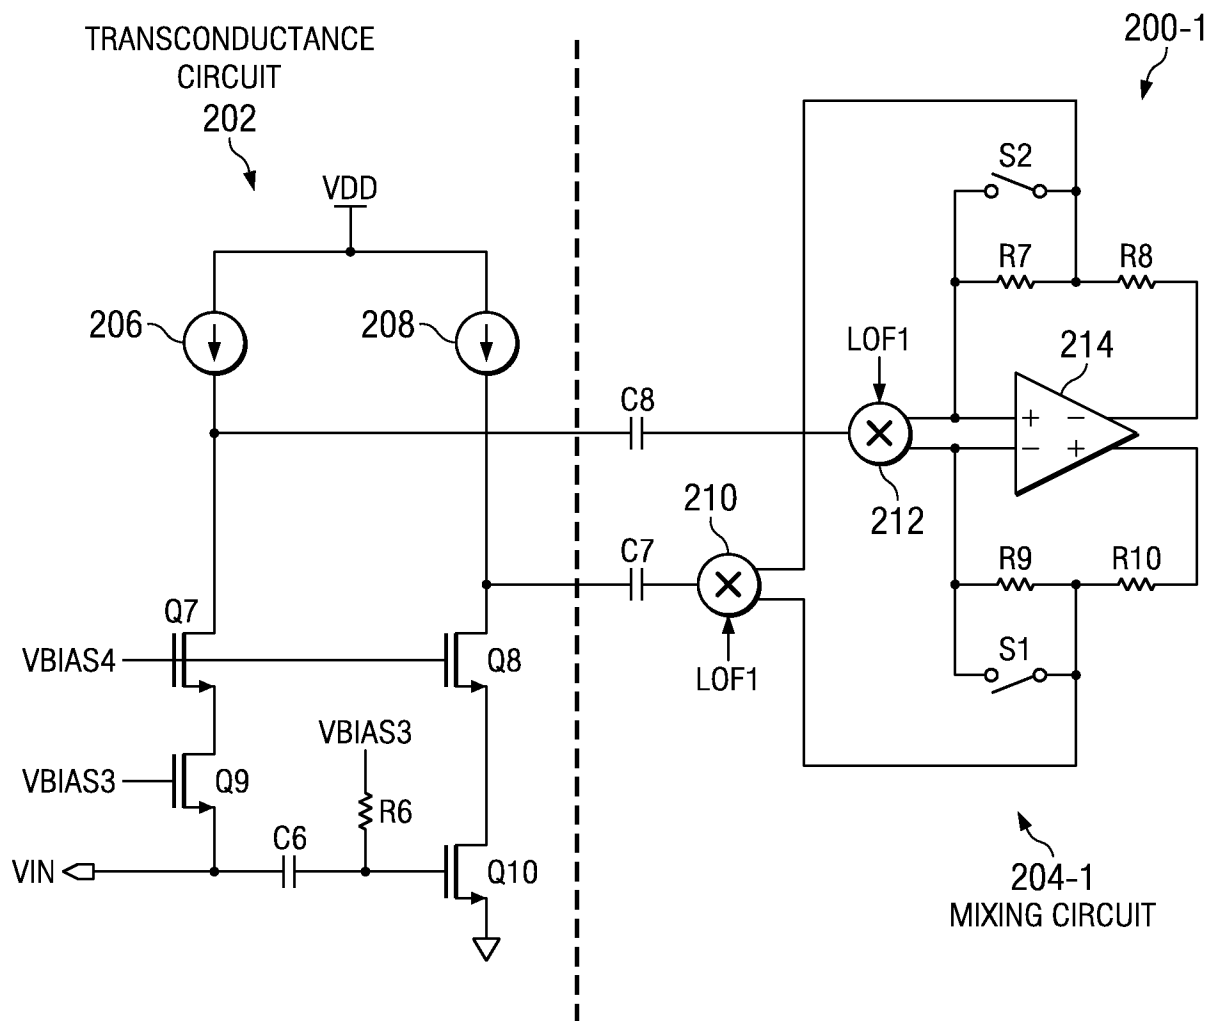 TRANSCONDUCTANCE
CIRCUIT
202
200-1
VDD
S2
R7
R8
206
208
LOF1
214
C8
+
−
−
+
212
210
C7
R9
R10
Q7
VBIAS4
Q8
LOF1
S1
VBIAS3
VBIAS3
Q9
R6
C6
VIN
Q10
204-1
MIXING CIRCUIT